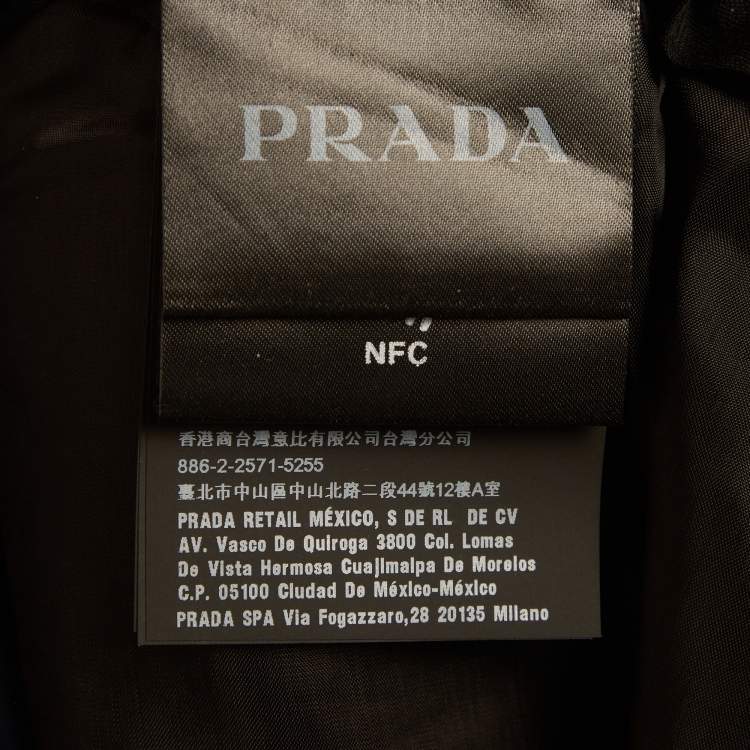 PRADA
NFC
香港商台灣意比有限公司台灣分公司
886-2-2571-5255
臺北市中山區中山北路二段44號12樓A室
PRADA RETAIL MÉXICO, S DE RL DE CV
AV. Vasco De Quiroga 3800 Col. Lomas
De Vista Hermosa Cuajimalpa De Morelos
C.P. 05100 Ciudad De México-México
PRADA SPA Via Fogazzaro,28 20135 Milano